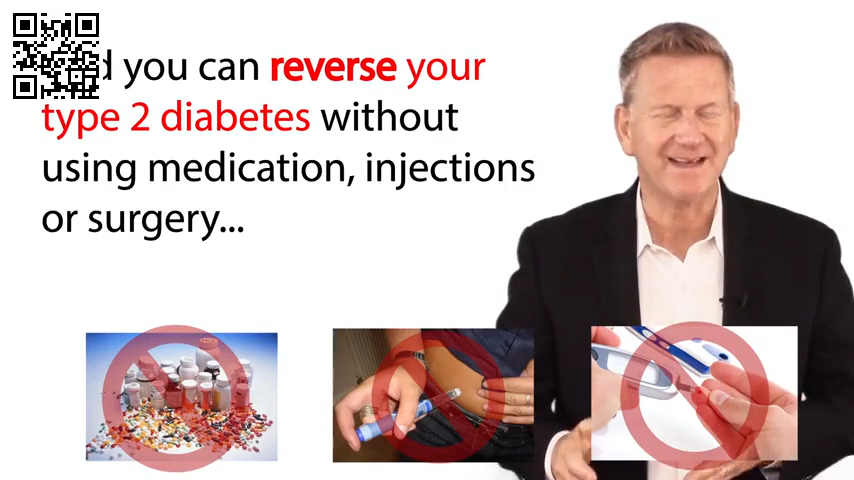 you can reverse your
type 2 diabetes without
using medication, injections
or surgery...